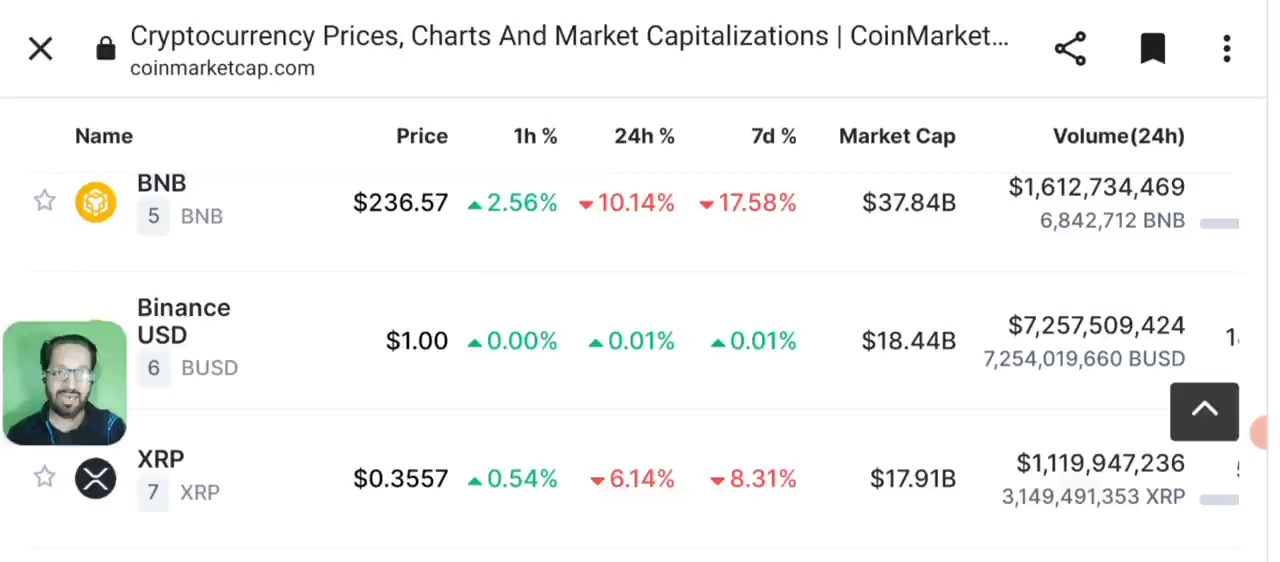 Cryptocurrency Prices, Charts And Market Capitalizations | CoinMarket...
coinmarketcap.com
Name Price 1h % 24h % 7d % Market Cap Volume(24h)
BNB $236.57 2.56% 10.14% 17.58% $37.84B $1,612,734,469
5 BNB 6,842,712 BNB
Binance
USD $1.00 0.00% 0.01% 0.01% $18.44B $7,257,509,424
6 BUSD 7,254,019,660 BUSD
XRP $0.3557 0.54% 6.14% 8.31% $17.91B $1,119,947,236
7 XRP 3,149,491,353 XRP